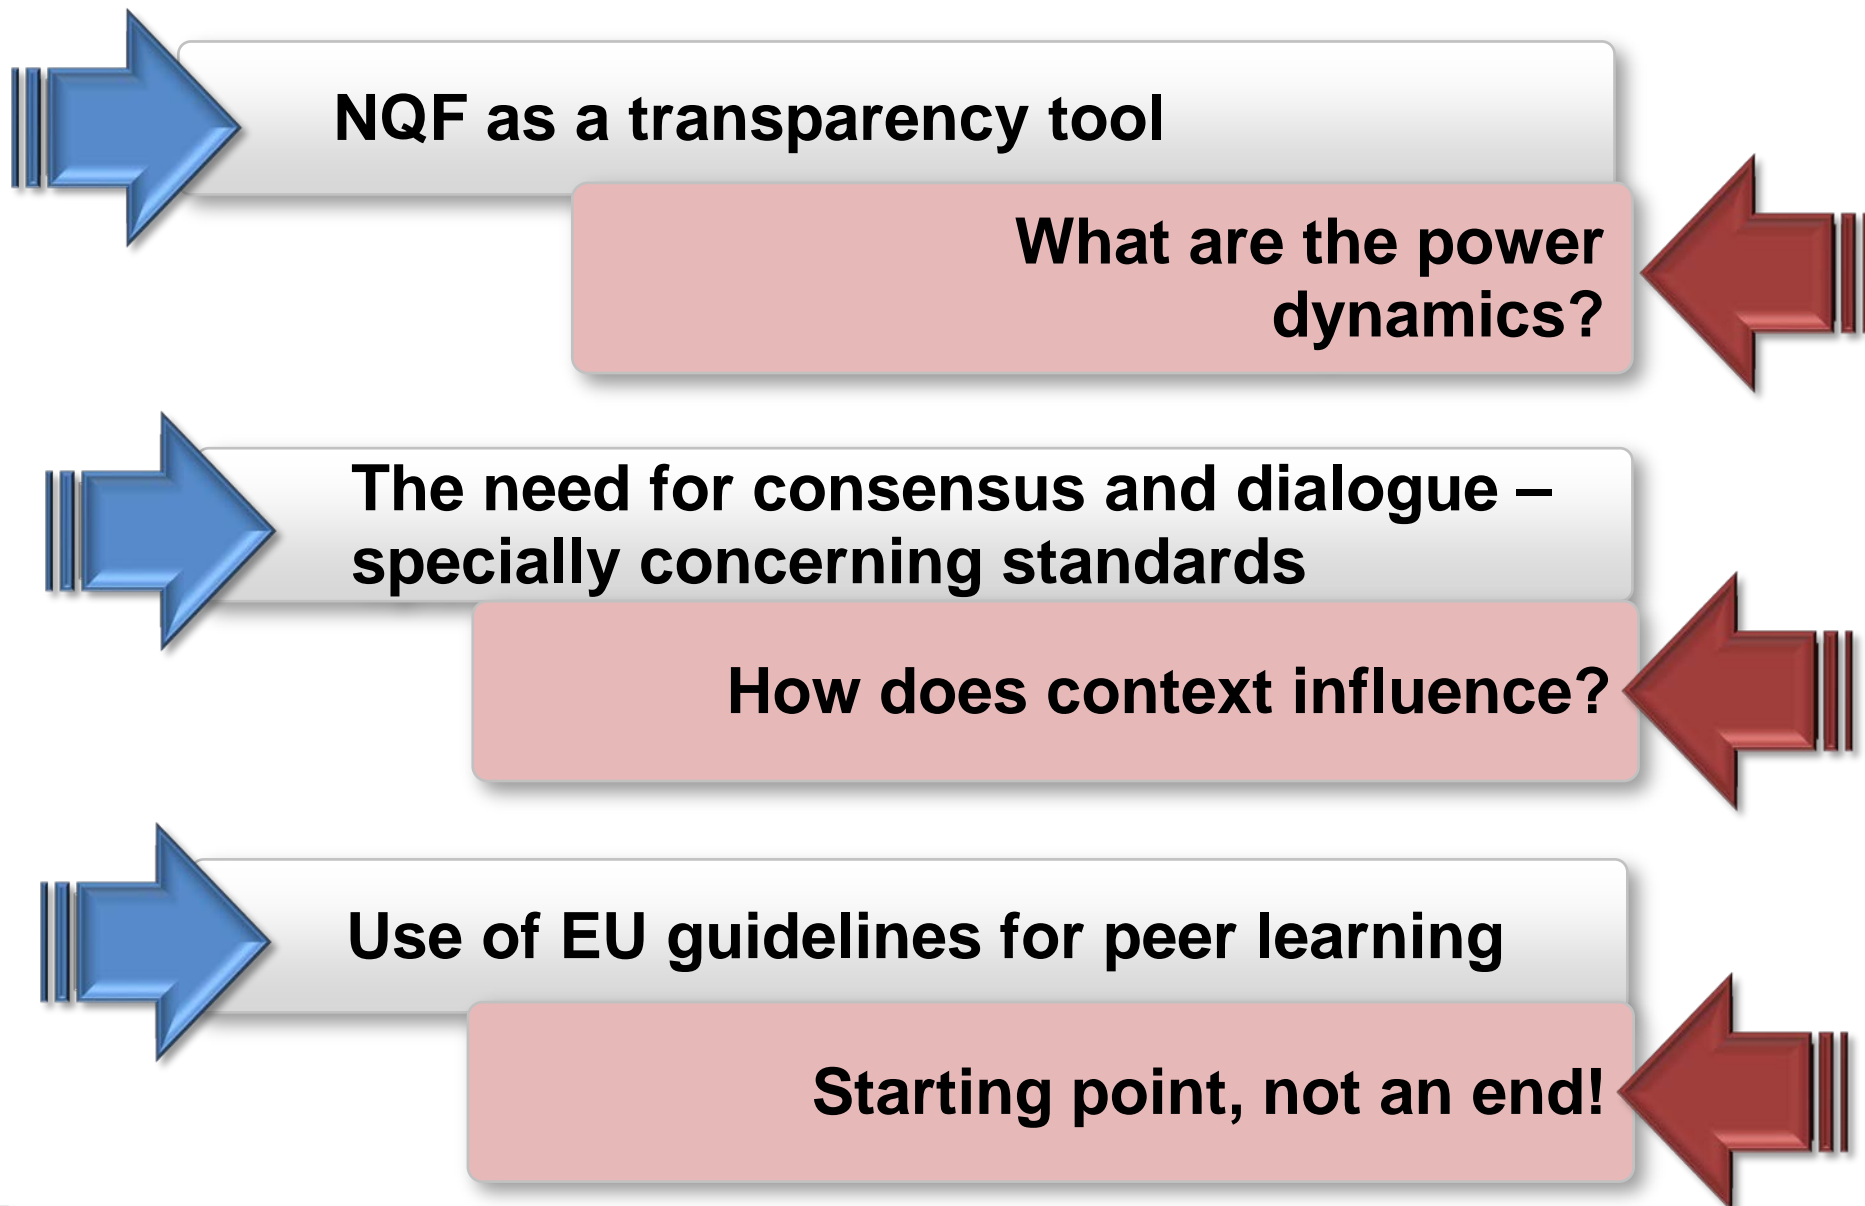 NQF as a transparency tool
What are the power
dynamics?
The need for consensus and dialogue –
specially concerning standards
How does context influence?
Use of EU guidelines for peer learning
Starting point, not an end!